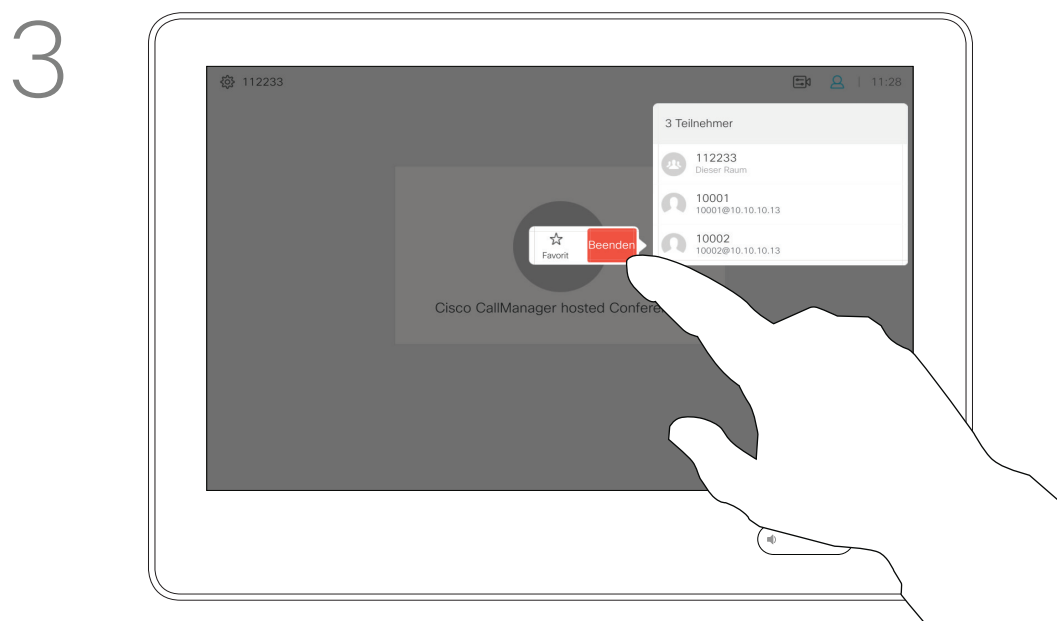 3
112233
11:28
3 Teilnehmer
112233
Dieser Raum
10001
10001@10.10.10.13
10002
10002@10.10.10.13
Favorit
Beenden
Cisco CallManager hosted